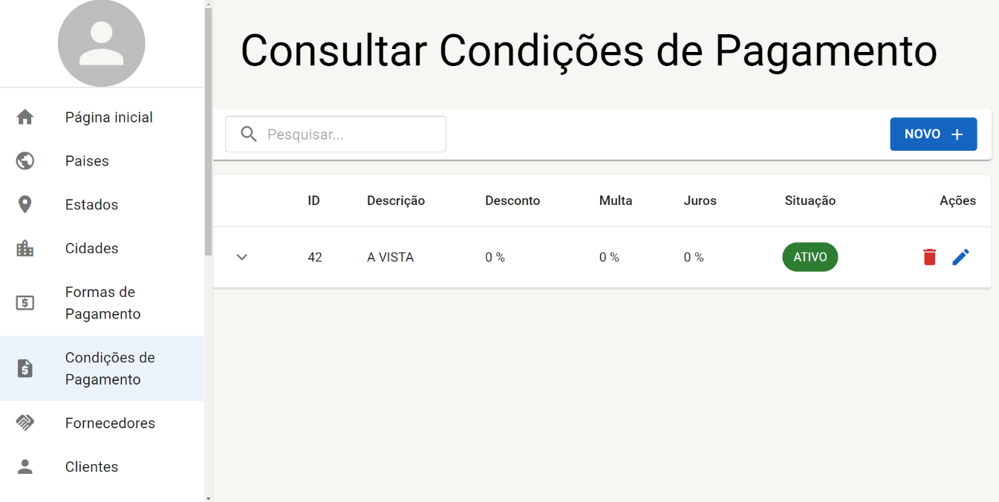 Página inicial
Paises
Estados
Cidades
Formas de
Pagamento
Condições de
Pagamento
Fornecedores
Clientes
Consultar Condições de Pagamento
Pesquisar...
NOVO +
ID Descrição Desconto Multa Juros Situação Ações
42 A VISTA 0 % 0 % 0 % ATIVO